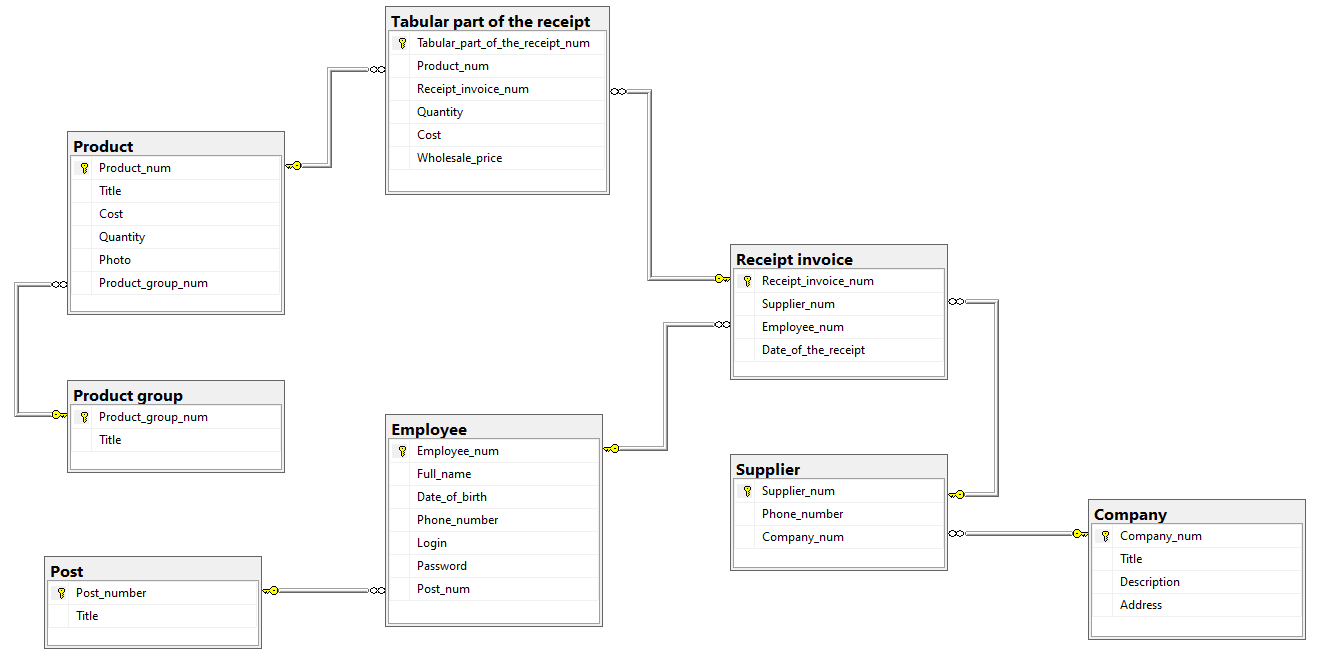 Tabular part of the receipt
Tabular_part_of_the_receipt_num
Product_num
Receipt_invoice_num
Quantity
Cost
Wholesale_price
Product
Product_num
Title
Cost
Quantity
Photo
Product_group_num
Receipt invoice
Receipt_invoice_num
Supplier_num
Employee_num
Date_of_the_receipt
Product group
Product_group_num
Title
Employee
Employee_num
Full_name
Date_of_birth
Phone_number
Login
Password
Post_num
Supplier
Supplier_num
Phone_number
Company_num
Company
Company_num
Title
Description
Address
Post
Post_number
Title